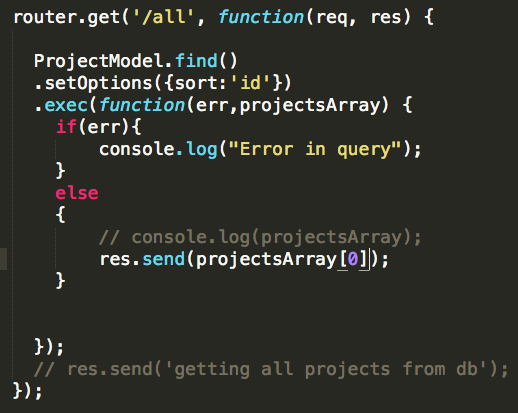 router.get('/all', function(req, res) {
ProjectModel.find()
.setOptions({sort:'id'})
.exec(function(err,projectsArray) {
if(err){
console.log("Error in query");
}
else
{
// console.log(projectsArray);
res.send(projectsArray[0]);
}
});
// res.send('getting all projects from db');
});